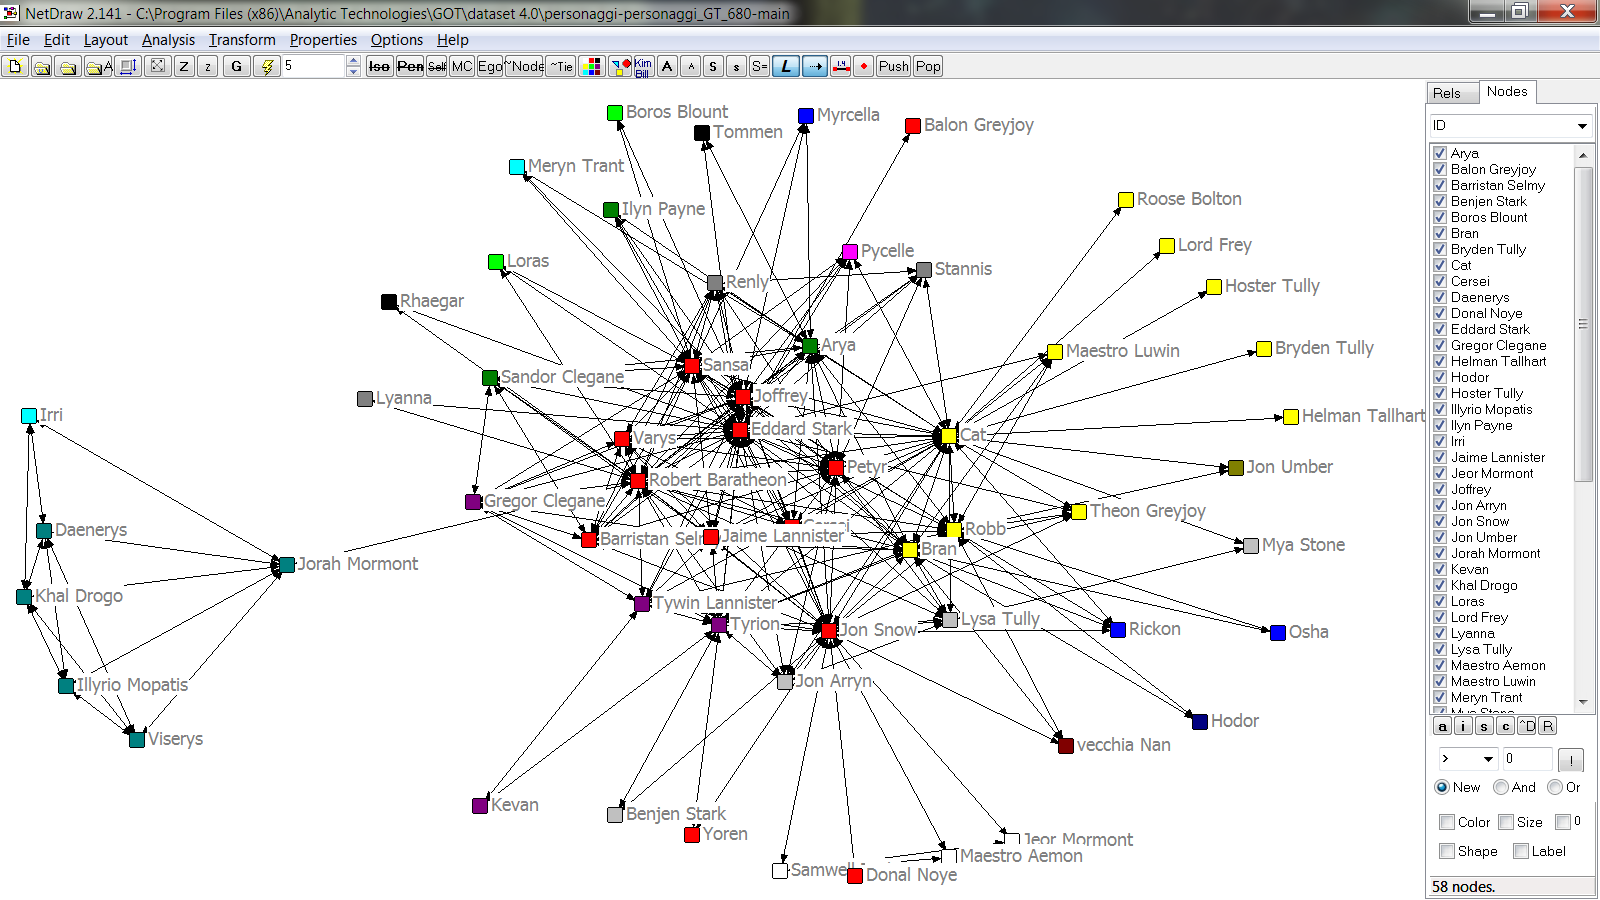 NetDraw 2.141 - C:\Program Files (x86)\Analytic Technologies\GOT\dataset 4.0\personaggi-personaggi_GT_680-main
File Edit Layout Analysis Transform Properties Options Help
A Z z G 5 Iso Pen Self MC Ego ~Node ~Tie Kim Bill A A S s S= L Push Pop
Rels Nodes
ID
Boros Blount
Tommen
Myrcella
Balon Greyjoy
Meryn Trant
Ilyn Payne
Roose Bolton
Loras
Renly
Pycelle
Stannis
Lord Frey
Hoster Tully
Rhaegar
Sansa
Arya
Maestro Luwin
Bryden Tully
Sandor Clegane
Lyanna
Joffrey
Irri
Varys
Eddard Stark
Cat
Helman Tallhart
Robert Baratheon
Petyr
Jon Umber
Gregor Clegane
Theon Greyjoy
Daenerys
Barristan Selm
Jaime Lannister
Cersei
Robb
Bran
Mya Stone
Jorah Mormont
Khal Drogo
Tywin Lannister
Tyrion
Jon Snow
Lysa Tully
Rickon
Osha
Illyrio Mopatis
Jon Arryn
Viserys
Hodor
vecchia Nan
Kevan
Benjen Stark
Yoren
Jeor Mormont
Maestro Aemon
Samwell
Donal Noye
Arya
Balon Greyjoy
Barristan Selmy
Benjen Stark
Boros Blount
Bran
Bryden Tully
Cat
Cersei
Daenerys
Donal Noye
Eddard Stark
Gregor Clegane
Helman Tallhart
Hodor
Hoster Tully
Illyrio Mopatis
Ilyn Payne
Irri
Jaime Lannister
Jeor Mormont
Joffrey
Jon Arryn
Jon Snow
Jon Umber
Jorah Mormont
Kevan
Khal Drogo
Loras
Lord Frey
Lyanna
Lysa Tully
Maestro Aemon
Maestro Luwin
Meryn Trant
Mya Stone
a i s c ^D R
> 0 !
New And Or
Color Size 0
Shape Label
58 nodes.